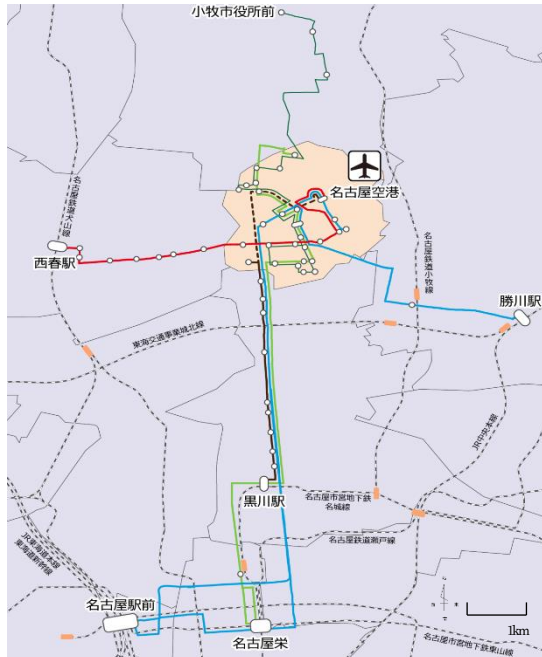 小牧市役所前
名古屋空港
名古屋鉄道犬山線
西春駅
名古屋鉄道小牧線
勝川駅
東海交通事業城北線
JR中央本線
黒川駅
名古屋市営地下鉄
名城線
名古屋鉄道瀬戸線
JR東海道本線
東海道新幹線
名古屋駅前
名古屋栄
1km
名古屋市営地下鉄東山線